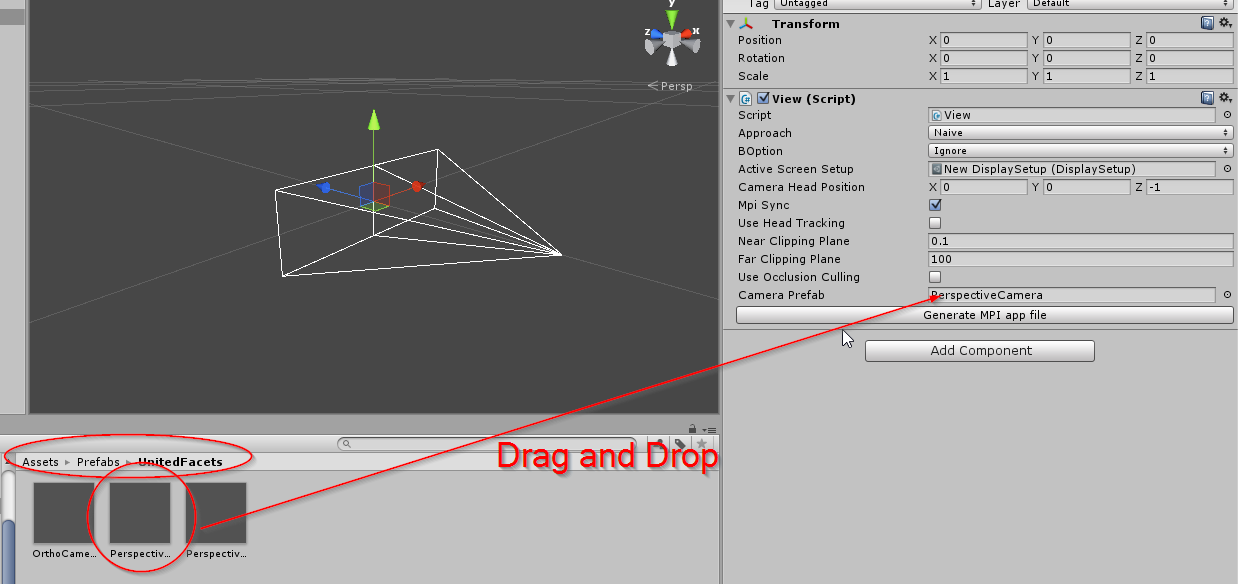 Tag Untagged Layer Default
Transform
Position X 0 Y 0 Z 0
Rotation X 0 Y 0 Z 0
Scale X 1 Y 1 Z 1
View (Script)
Script View
Approach Naive
BOption Ignore
Active Screen Setup New DisplaySetup (DisplaySetup)
Camera Head Position X 0 Y 0 Z -1
Mpi Sync
Use Head Tracking
Near Clipping Plane 0.1
Far Clipping Plane 100
Use Occlusion Culling
Camera Prefab PerspectiveCamera
Generate MPI app file
Add Component
y
z x
Persp
Drag and Drop
Assets Prefabs UnitedFacets
OrthoCame... Perspectiv... Perspectiv...